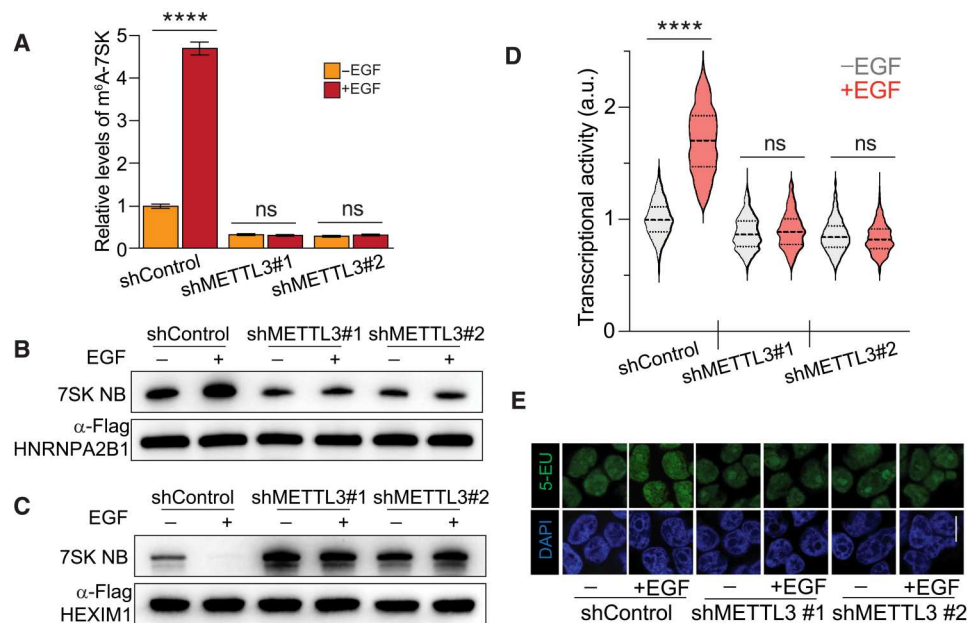 A
****
Relative levels of m⁶A-7SK
5
4
3
2
1
0
−EGF
+EGF
ns
ns
shControl
shMETTL3#1
shMETTL3#2
B
shControl shMETTL3#1 shMETTL3#2
EGF − + − + − +
7SK NB
α-Flag
HNRNPA2B1
C
shControl shMETTL3#1 shMETTL3#2
EGF − + − + − +
7SK NB
α-Flag
HEXIM1
D
****
Transcriptional activity (a.u.)
2
1
0
−EGF
+EGF
ns
ns
shControl
shMETTL3#1
shMETTL3#2
E
5-EU
DAPI
− +EGF − +EGF − +EGF
shControl shMETTL3 #1 shMETTL3 #2